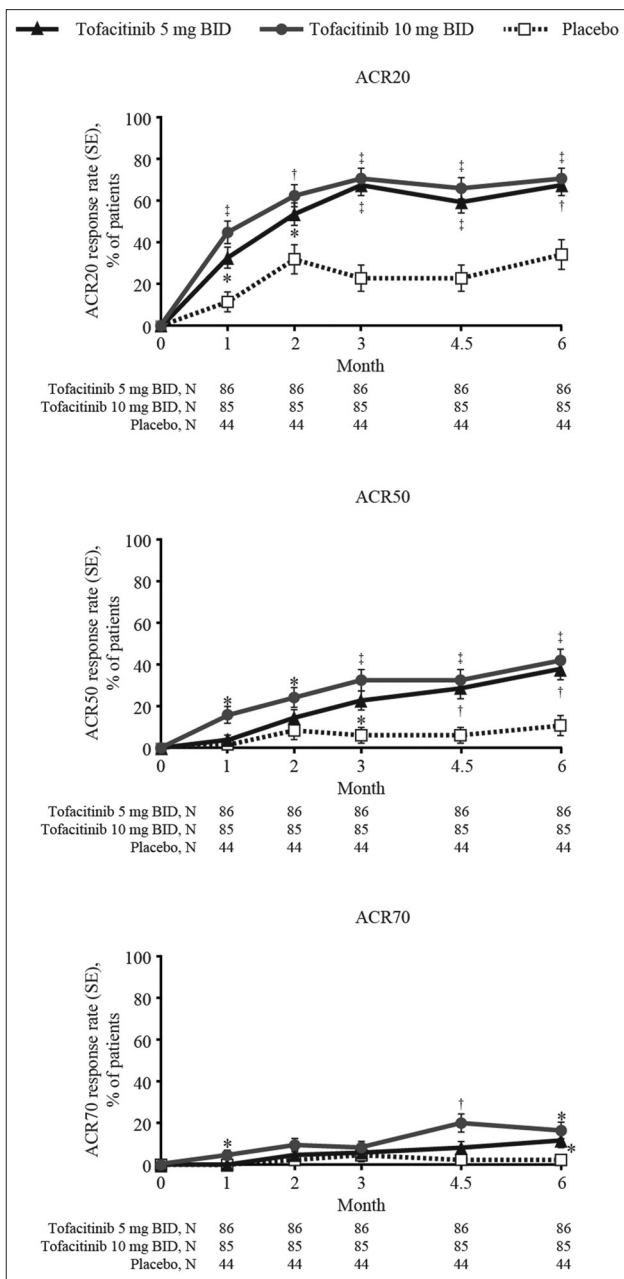 Tofacitinib 5 mg BID Tofacitinib 10 mg BID Placebo
ACR20
ACR20 response rate (SE),
% of patients
100
80
60
40
20
0
‡ † ‡ ‡ ‡
* * ‡ ‡ †
0 1 2 3 4.5 6
Month
Tofacitinib 5 mg BID, N 86 86 86 86 86
Tofacitinib 10 mg BID, N 85 85 85 85 85
Placebo, N 44 44 44 44 44
ACR50
ACR50 response rate (SE),
% of patients
100
80
60
40
20
0
* * ‡ ‡ ‡
* † †
0 1 2 3 4.5 6
Month
Tofacitinib 5 mg BID, N 86 86 86 86 86
Tofacitinib 10 mg BID, N 85 85 85 85 85
Placebo, N 44 44 44 44 44
ACR70
ACR70 response rate (SE),
% of patients
100
80
60
40
20
0
* † *
*
0 1 2 3 4.5 6
Month
Tofacitinib 5 mg BID, N 86 86 86 86 86
Tofacitinib 10 mg BID, N 85 85 85 85 85
Placebo, N 44 44 44 44 44